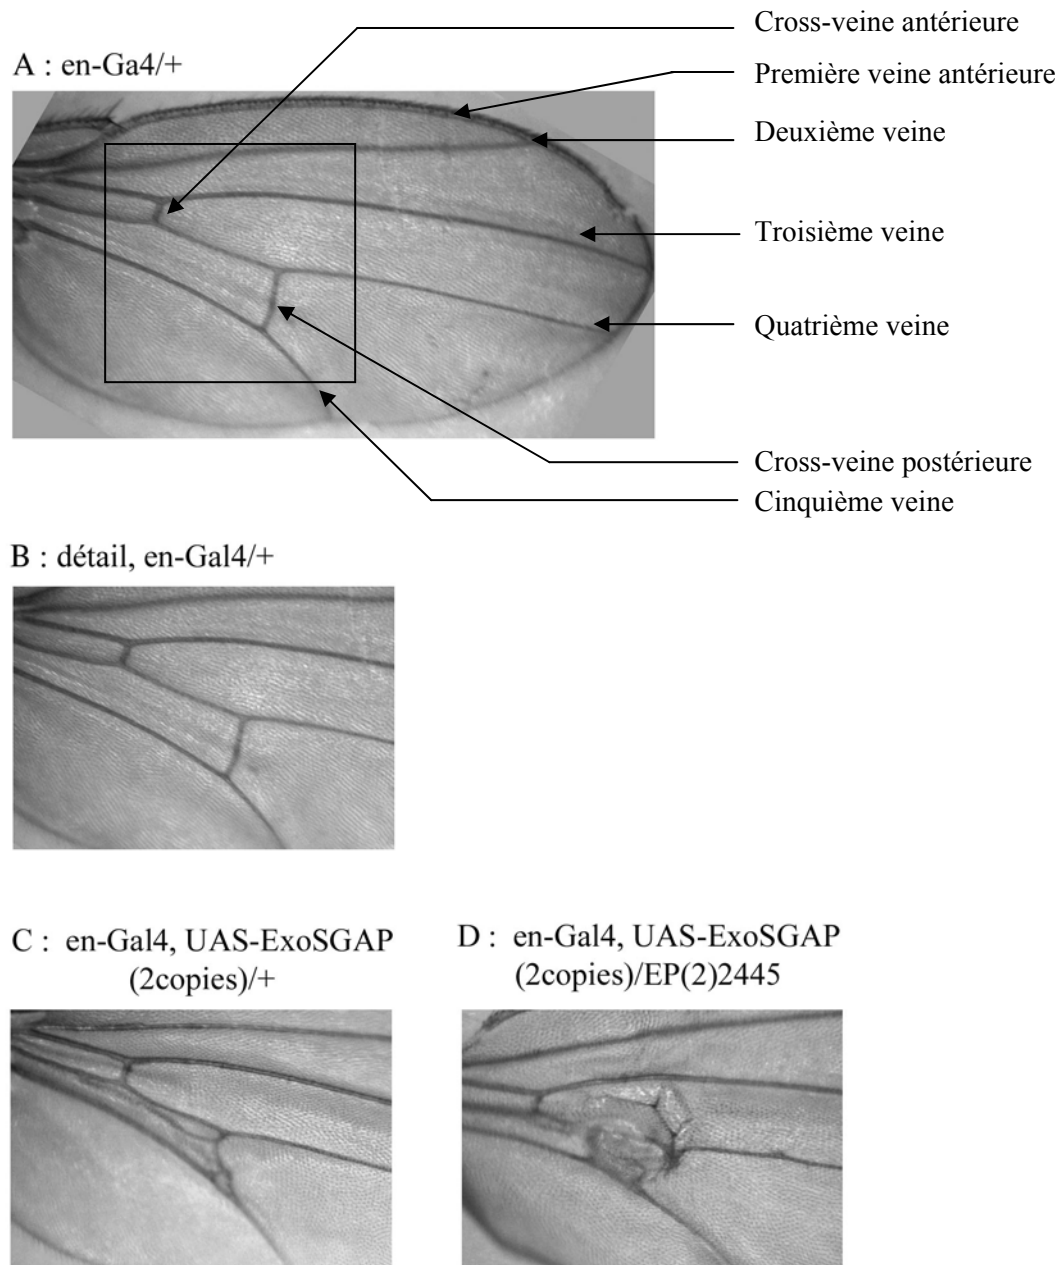 Cross-veine antérieure
A : en-Ga4/+
Première veine antérieure
Deuxième veine
Troisième veine
Quatrième veine
Cross-veine postérieure
Cinquième veine
B : détail, en-Gal4/+
C : en-Gal4, UAS-ExoSGAP
(2copies)/+
D : en-Gal4, UAS-ExoSGAP
(2copies)/EP(2)2445